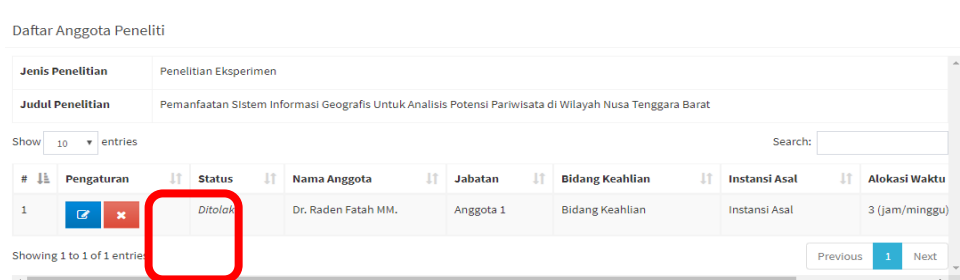 Daftar Anggota Peneliti
Jenis Penelitian Penelitian Eksperimen
Judul Penelitian Pemanfaatan SIstem Informasi Geografis Untuk Analisis Potensi Pariwisata di Wilayah Nusa Tenggara Barat
Show 10 entries Search:
# Pengaturan Status Nama Anggota Jabatan Bidang Keahlian Instansi Asal Alokasi Waktu
1 Ditolak Dr. Raden Fatah MM. Anggota 1 Bidang Keahlian Instansi Asal 3 (jam/minggu)
Showing 1 to 1 of 1 entries Previous 1 Next